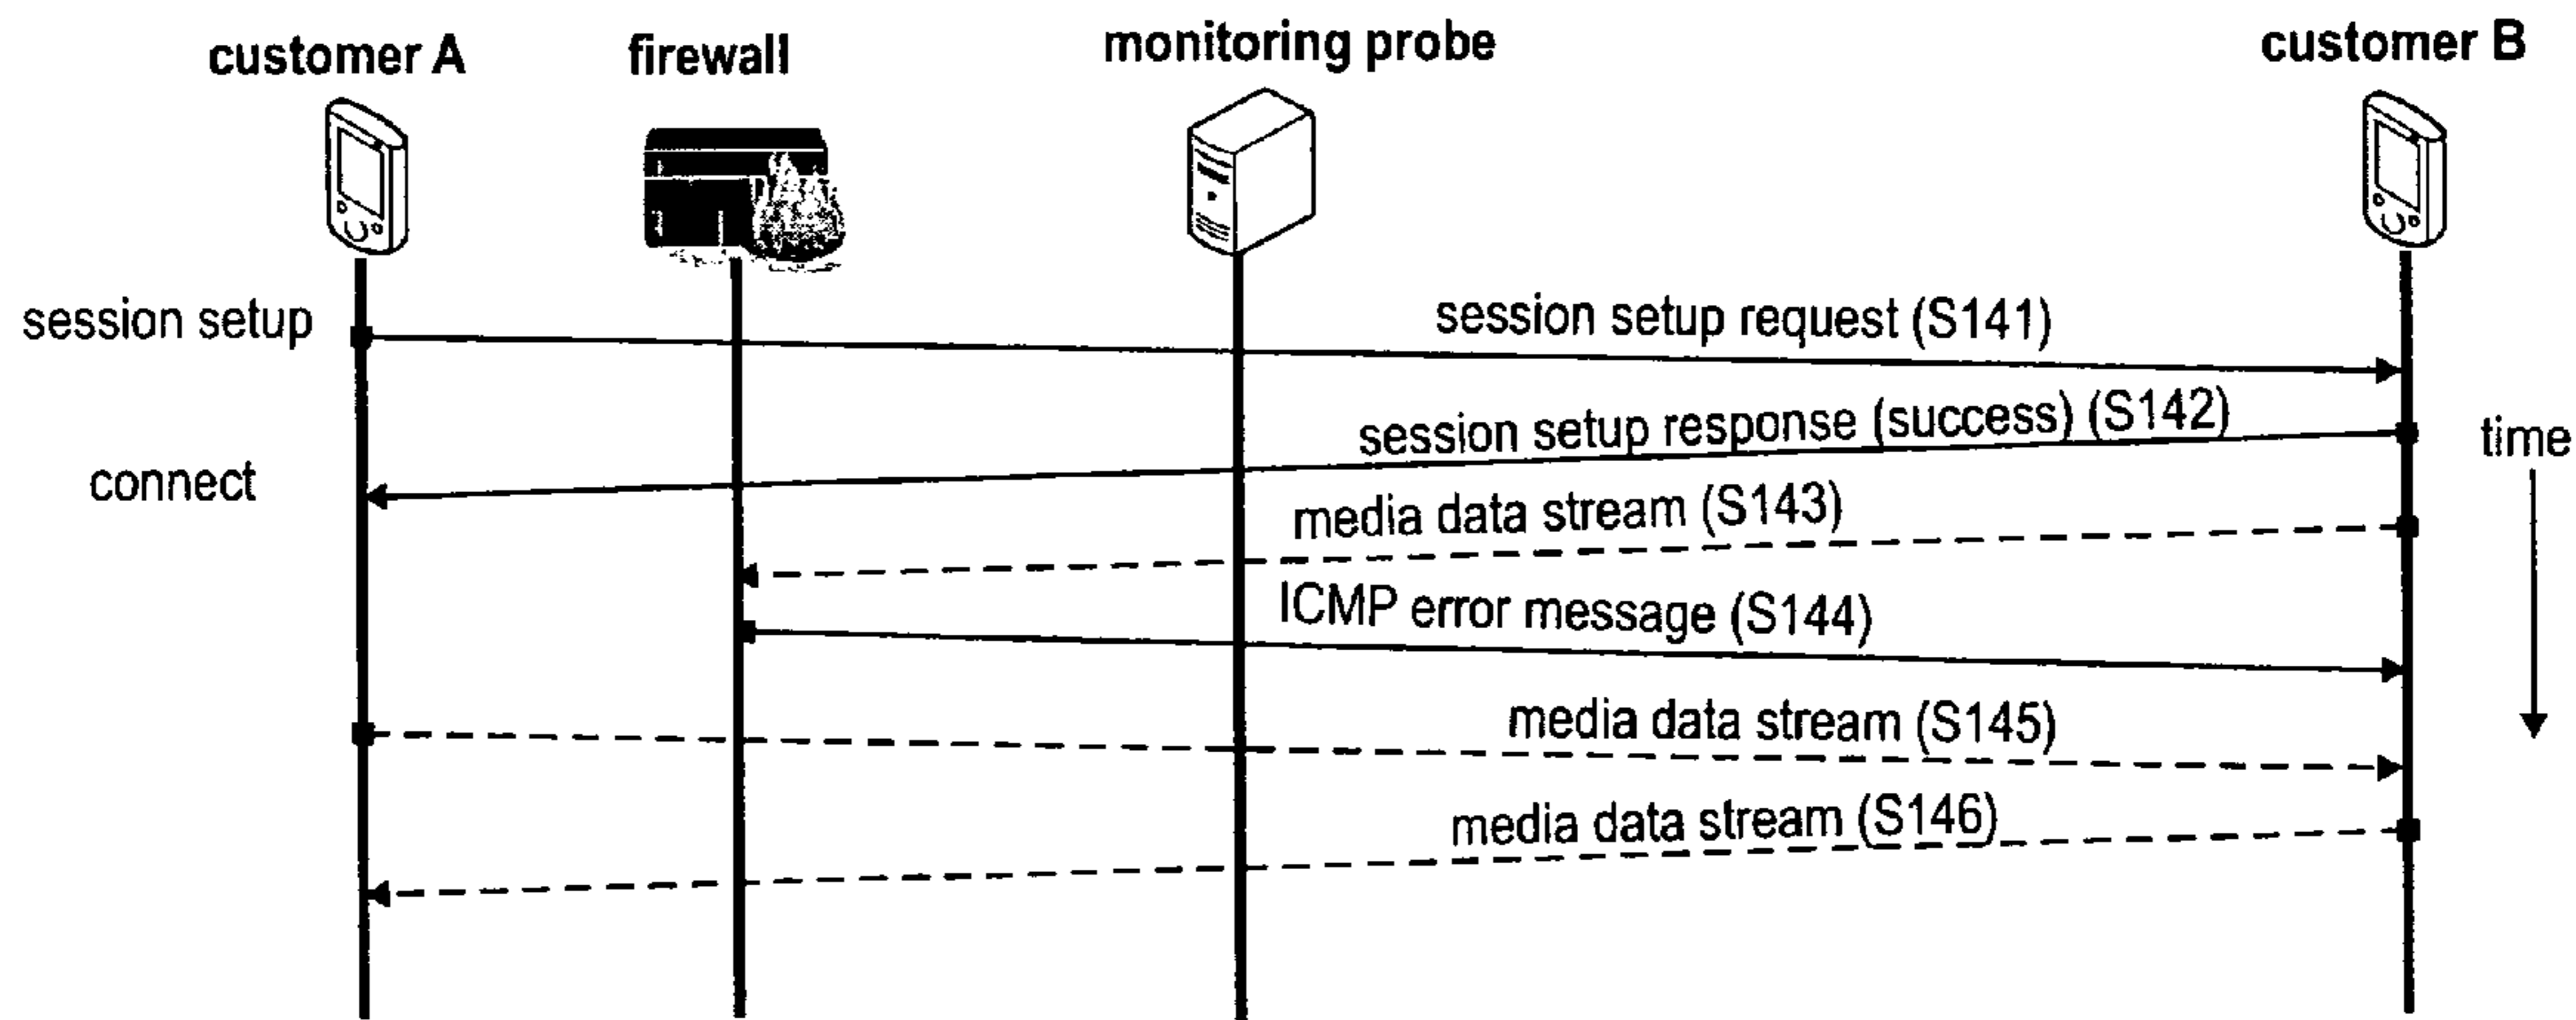 customer A
firewall
monitoring probe
customer B
session setup
session setup request (S141)
session setup response (success) (S142)
time
connect
media data stream (S143)
ICMP error message (S144)
media data stream (S145)
media data stream (S146)